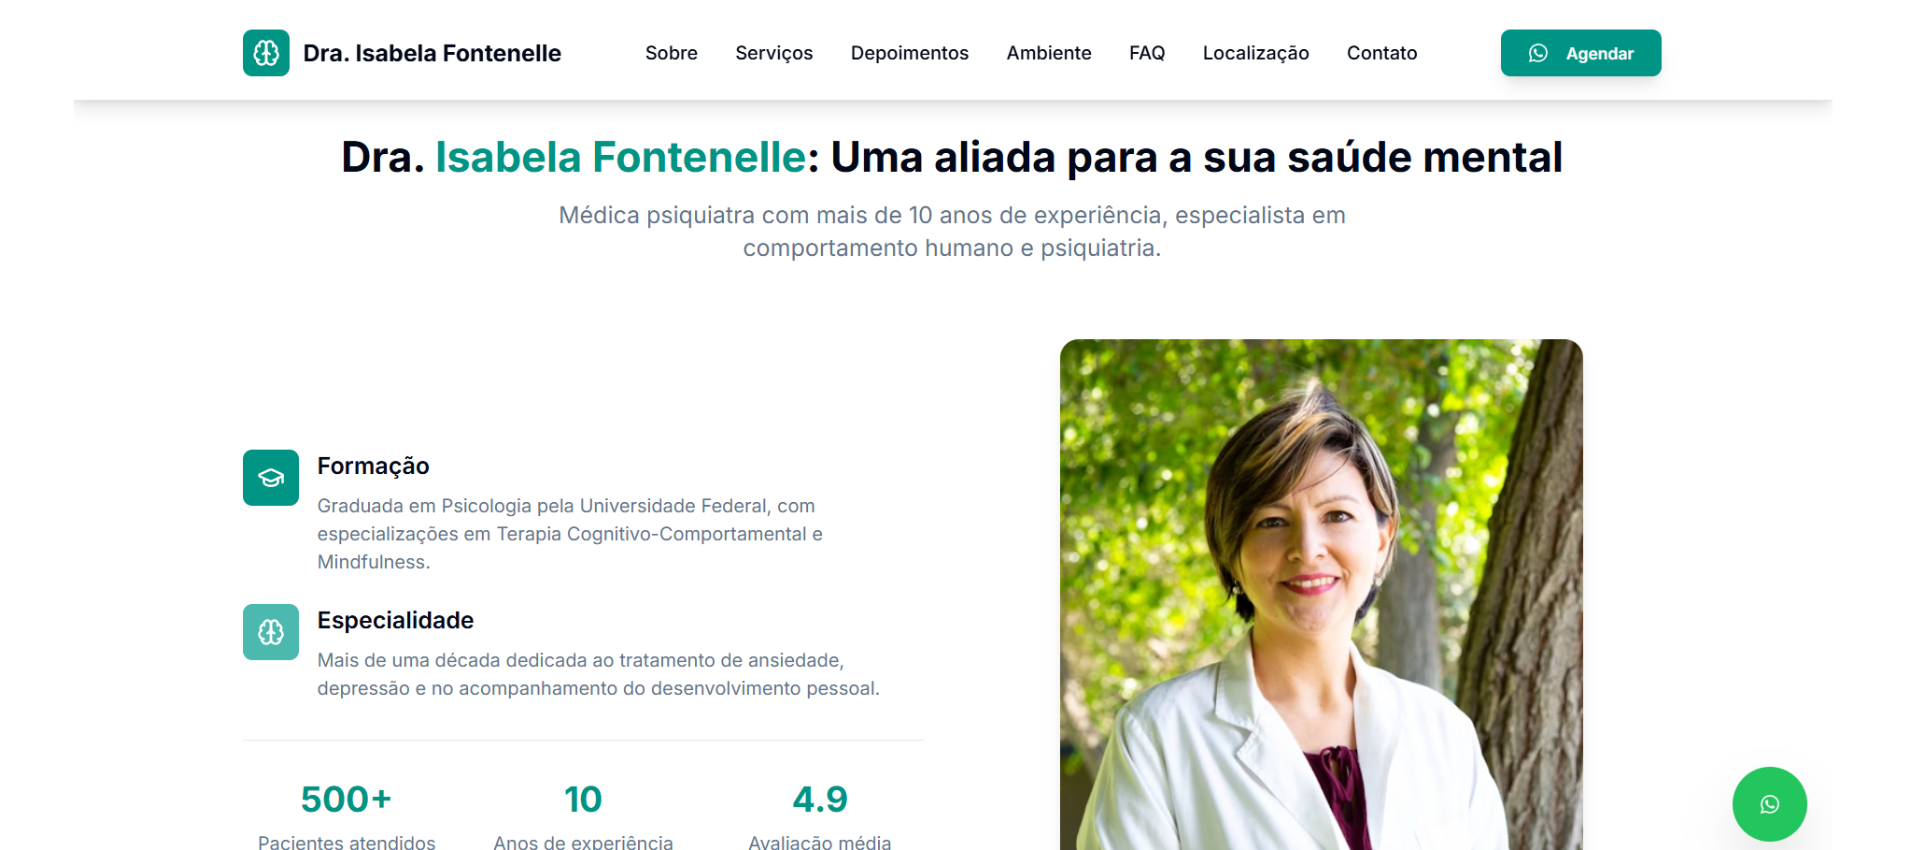 Dra. Isabela Fontenelle
Sobre
Serviços
Depoimentos
Ambiente
FAQ
Localização
Contato
Agendar
Dra. Isabela Fontenelle: Uma aliada para a sua saúde mental
Médica psiquiatra com mais de 10 anos de experiência, especialista em
comportamento humano e psiquiatria.
Formação
Graduada em Psicologia pela Universidade Federal, com
especializações em Terapia Cognitivo-Comportamental e
Mindfulness.
Especialidade
Mais de uma década dedicada ao tratamento de ansiedade,
depressão e no acompanhamento do desenvolvimento pessoal.
500+
Pacientes atendidos
10
Anos de experiência
4.9
Avaliação média